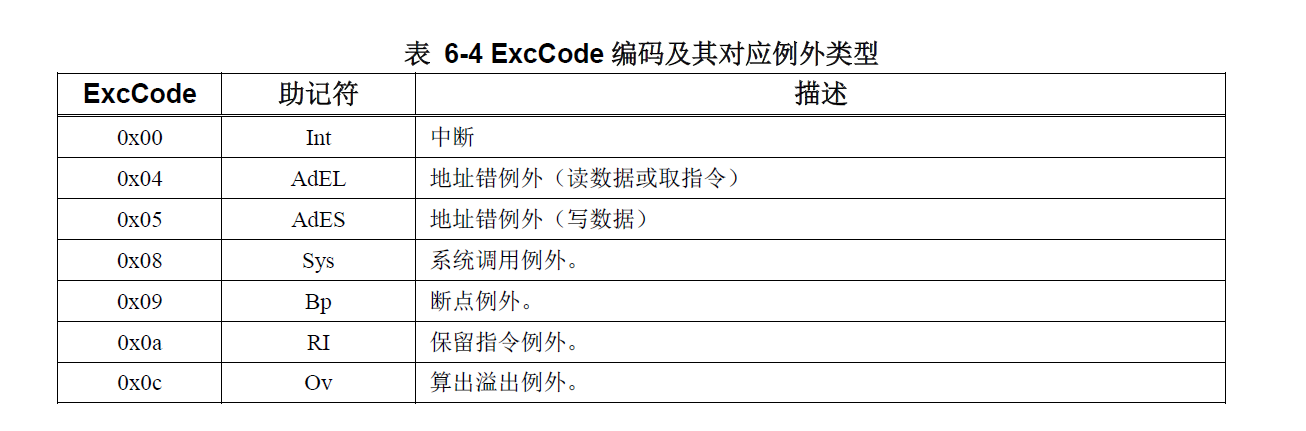 表 6-4 ExcCode 编码及其对应例外类型
ExcCode 助记符 描述
0x00 Int 中断
0x04 AdEL 地址错例外（读数据或取指令）
0x05 AdES 地址错例外（写数据）
0x08 Sys 系统调用例外。
0x09 Bp 断点例外。
0x0a RI 保留指令例外。
0x0c Ov 算出溢出例外。